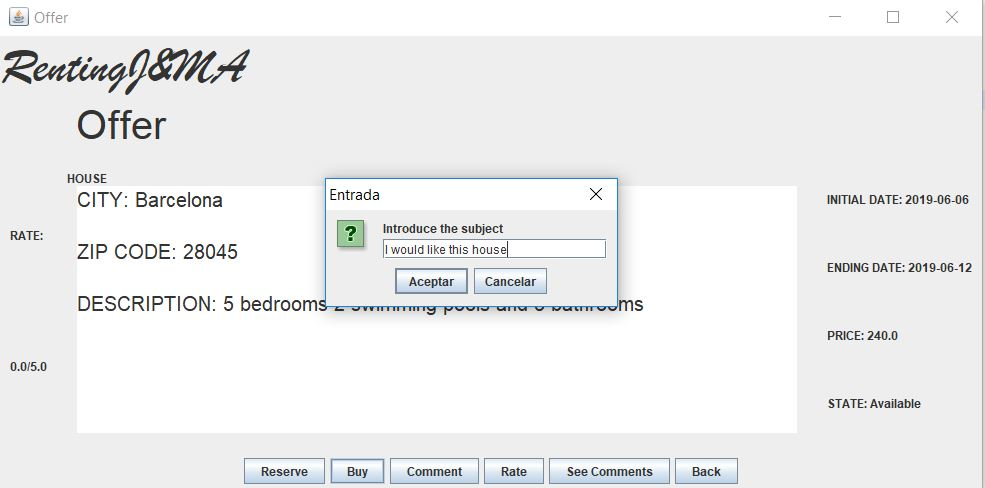 Offer
RentingJ&MA
Offer
HOUSE
CITY: Barcelona
ZIP CODE: 28045
DESCRIPTION: 5 bedrooms 2 swimming pools and 3 bathrooms
RATE:
0.0/5.0
Entrada
Introduce the subject
I would like this house
Aceptar
Cancelar
INITIAL DATE: 2019-06-06
ENDING DATE: 2019-06-12
PRICE: 240.0
STATE: Available
Reserve
Buy
Comment
Rate
See Comments
Back